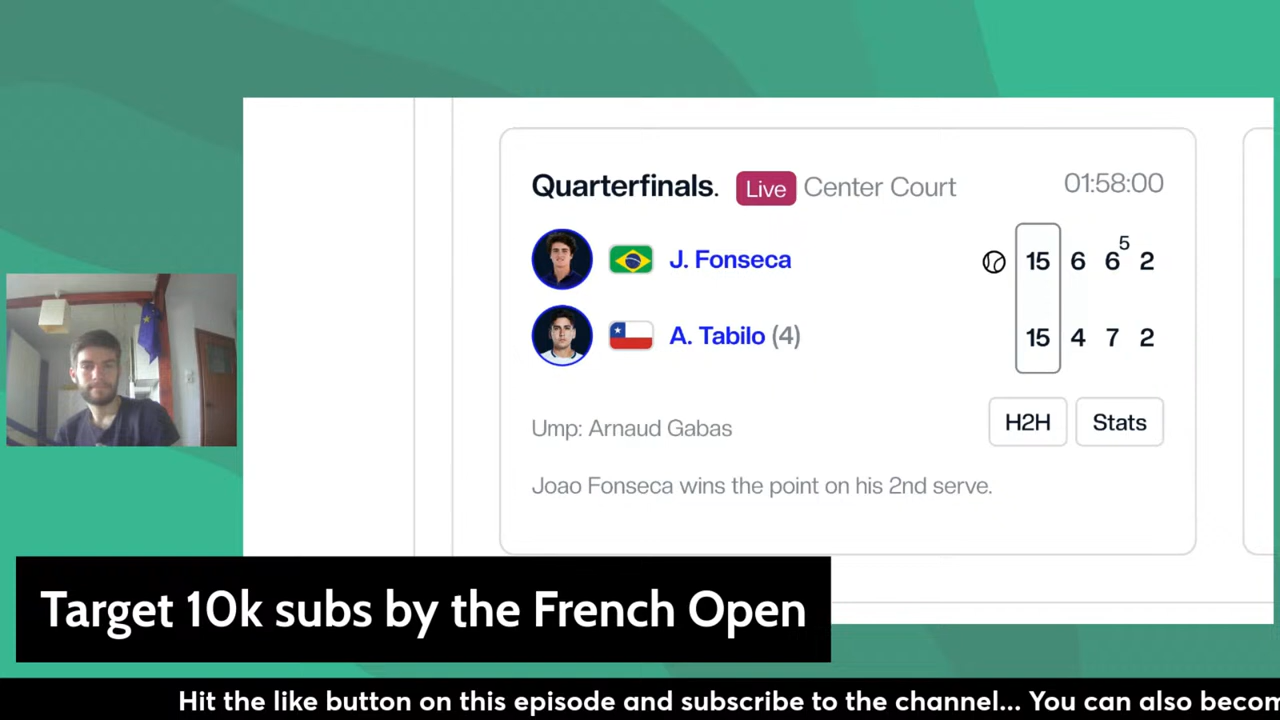 Quarterfinals. Live Center Court 01:58:00
J. Fonseca 15 6 6 5 2
A. Tabilo (4) 15 4 7 2
Ump: Arnaud Gabas H2H Stats
Joao Fonseca wins the point on his 2nd serve.
Target 10k subs by the French Open
Hit the like button on this episode and subscribe to the channel... You can also becon